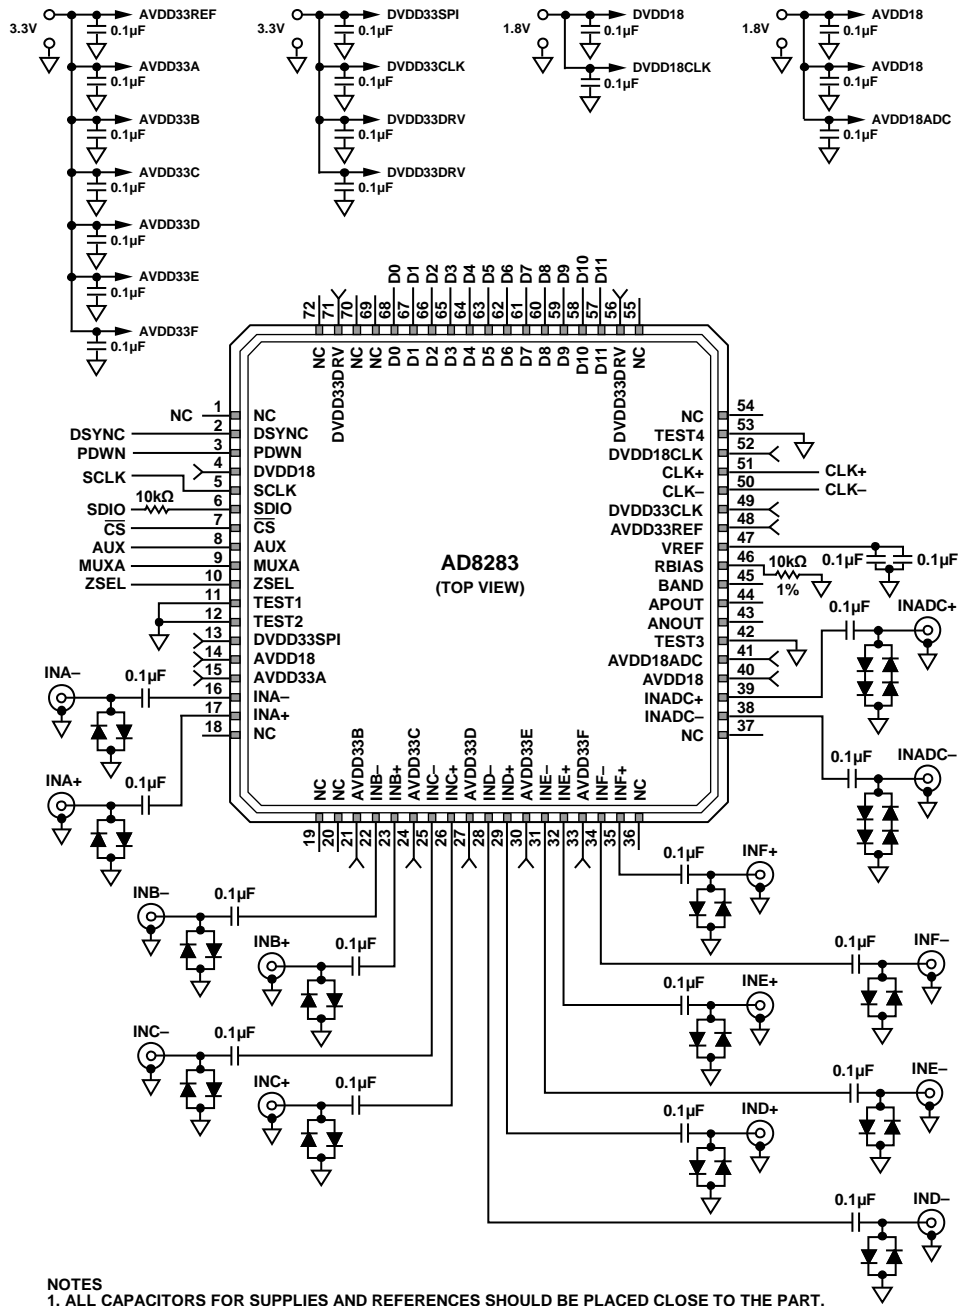 3.3V
AVDD33REF
0.1µF
AVDD33A
0.1µF
AVDD33B
0.1µF
AVDD33C
0.1µF
AVDD33D
0.1µF
AVDD33E
0.1µF
AVDD33F
0.1µF
3.3V
DVDD33SPI
0.1µF
DVDD33CLK
0.1µF
DVDD33DRV
0.1µF
DVDD33DRV
0.1µF
1.8V
DVDD18
0.1µF
DVDD18CLK
0.1µF
1.8V
AVDD18
0.1µF
AVDD18
0.1µF
AVDD18ADC
0.1µF
D0 D1 D2 D3 D4 D5 D6 D7 D8 D9 D10 D11
72 71 70 69 68 67 66 65 64 63 62 61 60 59 58 57 56 55
NC DVDD33DRV NC NC D0 D1 D2 D3 D4 D5 D6 D7 D8 D9 D10 D11 DVDD33DRV NC
NC 1 NC
DSYNC 2 DSYNC
PDWN 3 PDWN
4 DVDD18
SCLK 5 SCLK
SDIO 10kΩ 6 SDIO
CS 7 CS
AUX 8 AUX
MUXA 9 MUXA
ZSEL 10 ZSEL
11 TEST1
12 TEST2
13 DVDD33SPI
14 AVDD18
15 AVDD33A
16 INA–
17 INA+
18 NC
AD8283
(TOP VIEW)
NC 54
TEST4 53
DVDD18CLK 52
CLK+ 51 CLK+
CLK– 50 CLK–
DVDD33CLK 49
AVDD33REF 48
VREF 47 0.1µF 0.1µF
RBIAS 46 10kΩ
1%
BAND 45
APOUT 44
ANOUT 43
TEST3 42
AVDD18ADC 41
AVDD18 40
INADC+ 39
INADC– 38
NC 37
0.1µF INADC+
0.1µF INADC–
INA– 0.1µF
INA+ 0.1µF
NC NC AVDD33B INB– INB+ AVDD33C INC– INC+ AVDD33D IND– IND+ AVDD33E INE– INE+ AVDD33F INF– INF+ NC
19 20 21 22 23 24 25 26 27 28 29 30 31 32 33 34 35 36
0.1µF INF+
INB– 0.1µF
INB+ 0.1µF
0.1µF INF–
0.1µF INE+
INC– 0.1µF
INC+ 0.1µF
0.1µF INE–
0.1µF IND+
0.1µF IND–
NOTES
1. ALL CAPACITORS FOR SUPPLIES AND REFERENCES SHOULD BE PLACED CLOSE TO THE PART.